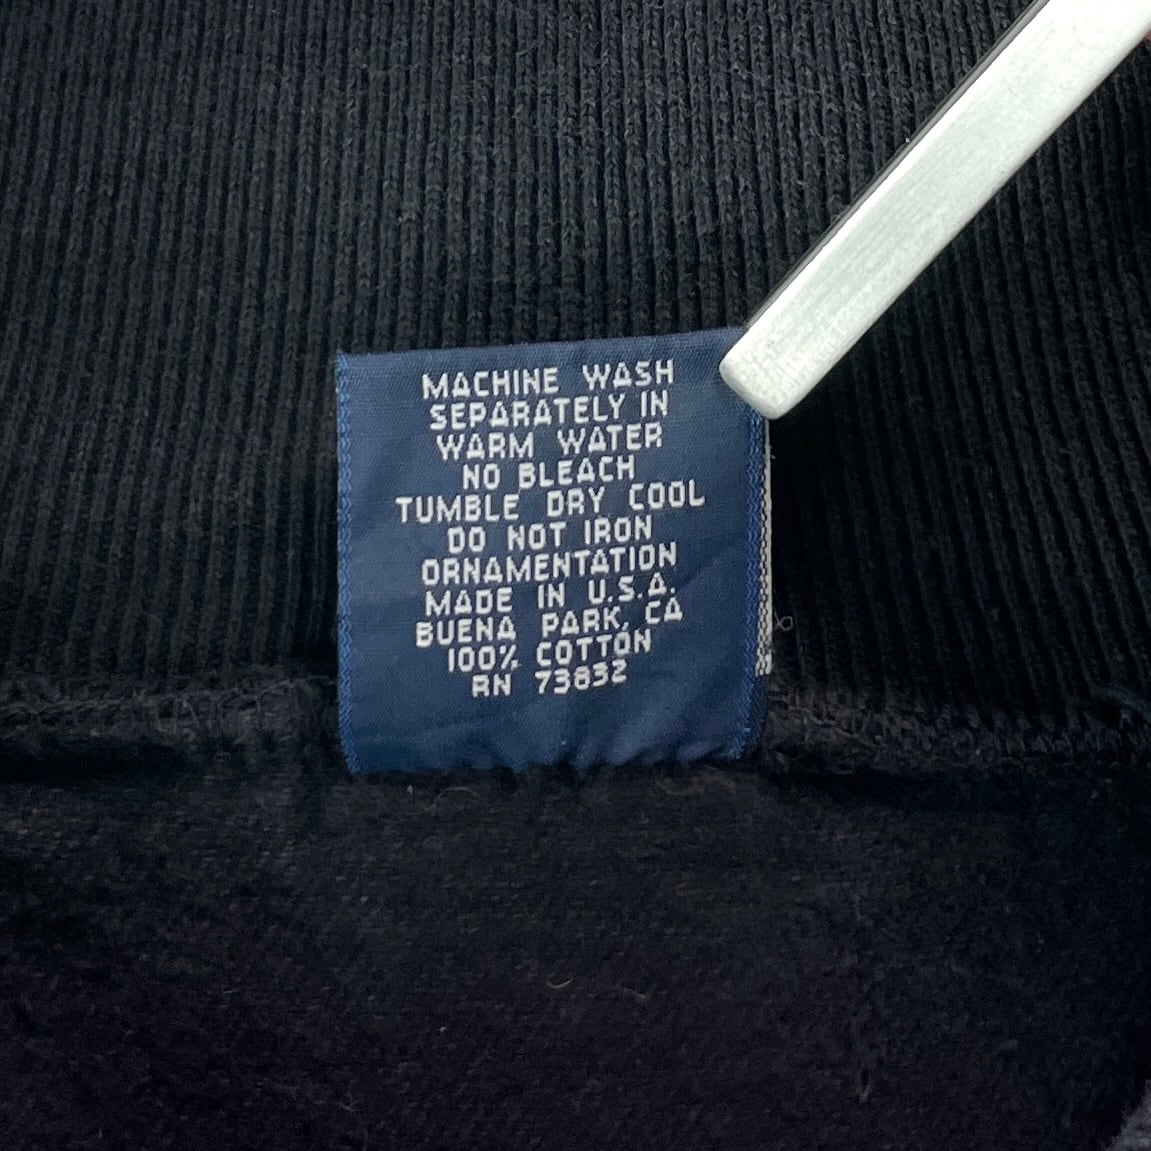 MACHINE WASH
SEPARATELY IN
WARM WATER
NO BLEACH
TUMBLE DRY COOL
DO NOT IRON
ORNAMENTATION
MADE IN U.S.A.
BUENA PARK, CA
100% COTTON
RN 73832